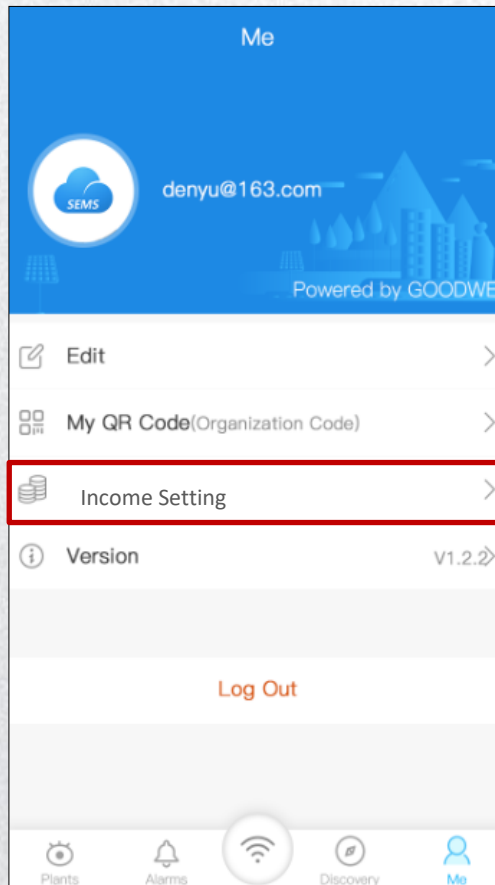 Me
SEMS
denyu@163.com
Powered by GOODWE
Edit
My QR Code(Organization Code)
Income Setting
Version V1.2.2
Log Out
Plants Alarms Discovery Me